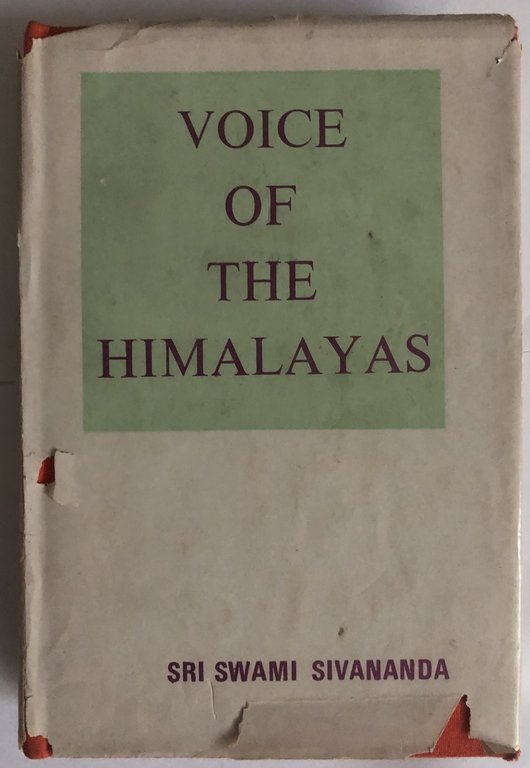 VOICE
OF
THE
HIMALAYAS
SRI SWAMI SIVANANDA